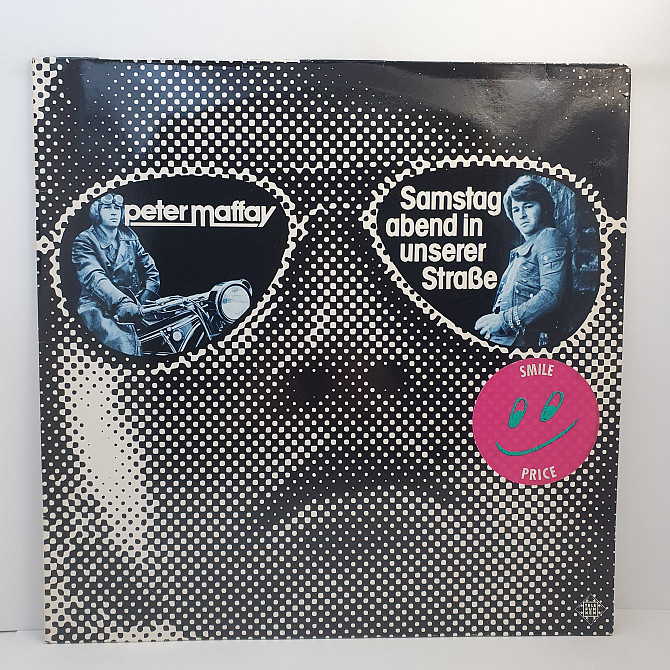 peter maffay
Samstag
abend in
unserer
Straße
SMILE
PRICE